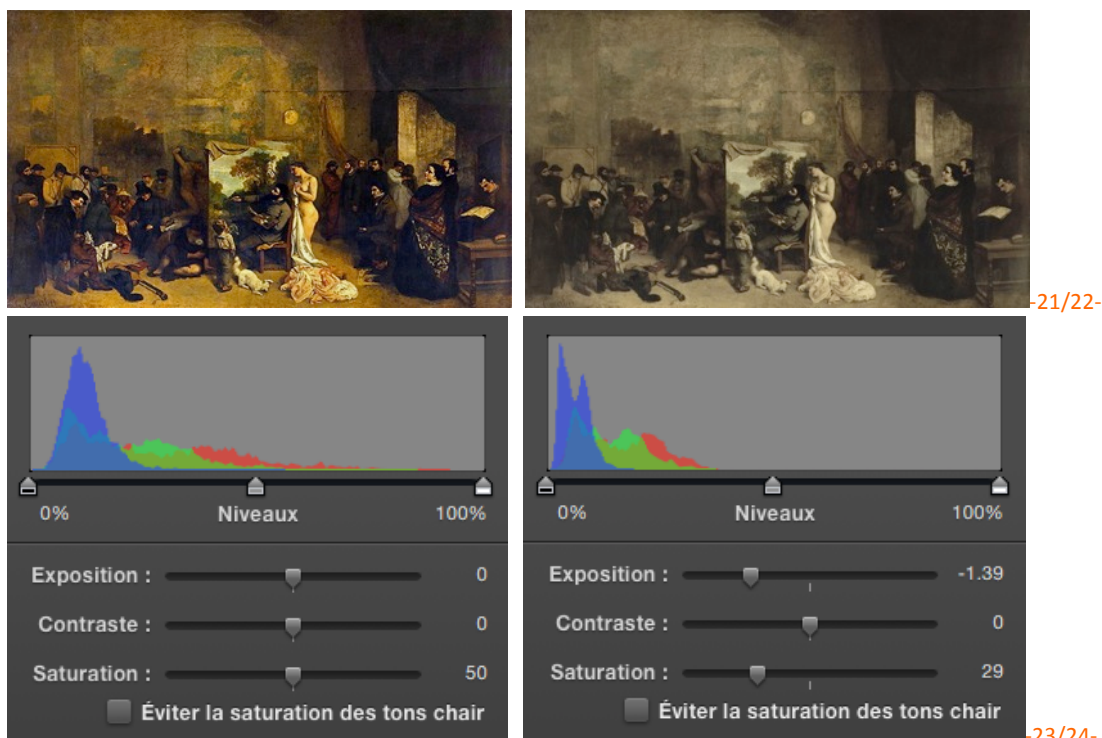 -21/22-
0% Niveaux 100%
Exposition : 0
Contraste : 0
Saturation : 50
Éviter la saturation des tons chair
0% Niveaux 100%
Exposition : -1.39
Contraste : 0
Saturation : 29
Éviter la saturation des tons chair
-23/24-